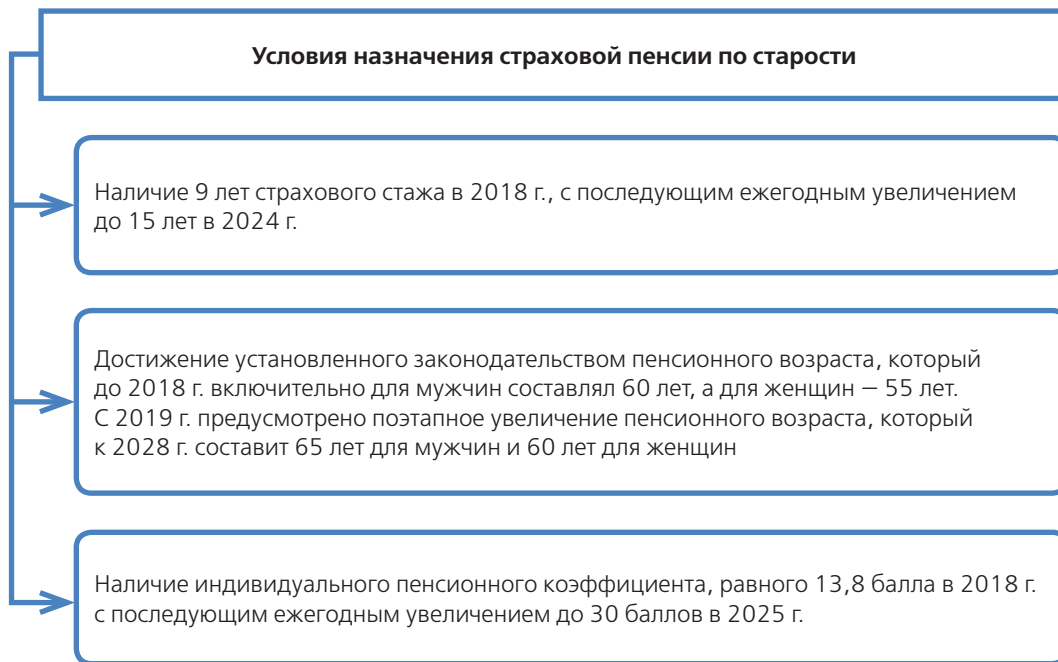 Условия назначения страховой пенсии по старости
Наличие 9 лет страхового стажа в 2018 г., с последующим ежегодным увеличением
до 15 лет в 2024 г.
Достижение установленного законодательством пенсионного возраста, который
до 2018 г. включительно для мужчин составлял 60 лет, а для женщин — 55 лет.
С 2019 г. предусмотрено поэтапное увеличение пенсионного возраста, который
к 2028 г. составит 65 лет для мужчин и 60 лет для женщин
Наличие индивидуального пенсионного коэффициента, равного 13,8 балла в 2018 г.
с последующим ежегодным увеличением до 30 баллов в 2025 г.